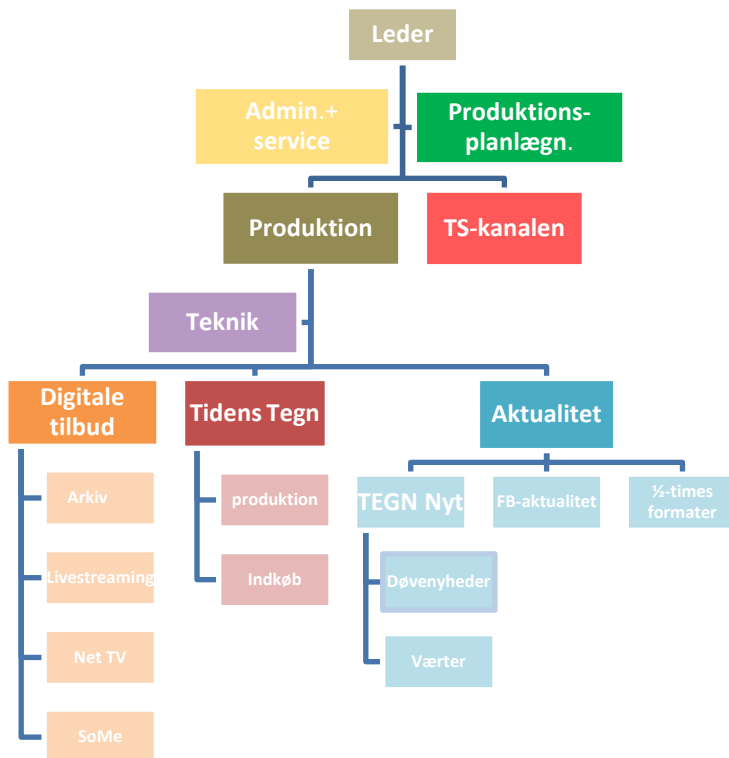 Leder
Admin.+
service
Produktions-
planlægn.
Produktion
TS-kanalen
Teknik
Digitale
tilbud
Tidens Tegn
Aktualitet
Arkiv
Livestreaming
Net TV
SoMe
produktion
Indkøb
TEGN Nyt
FB-aktualitet
½-times
formater
Døvenyheder
Værter